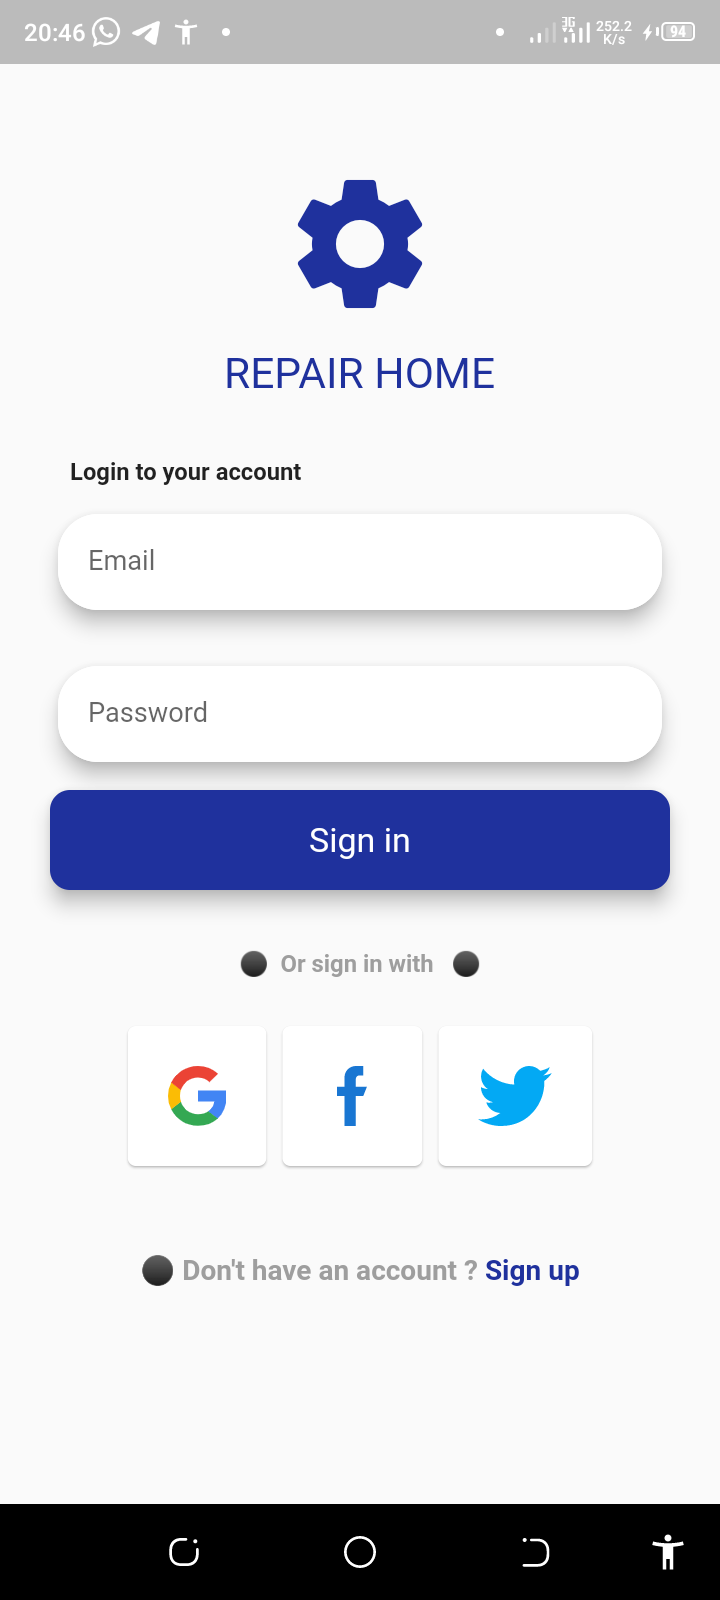 20:46 3G 252.2 K/s 94
REPAIR HOME
Login to your account
Email
Password
Sign in
⚫ Or sign in with ⚫
⚫ Don't have an account ? Sign up